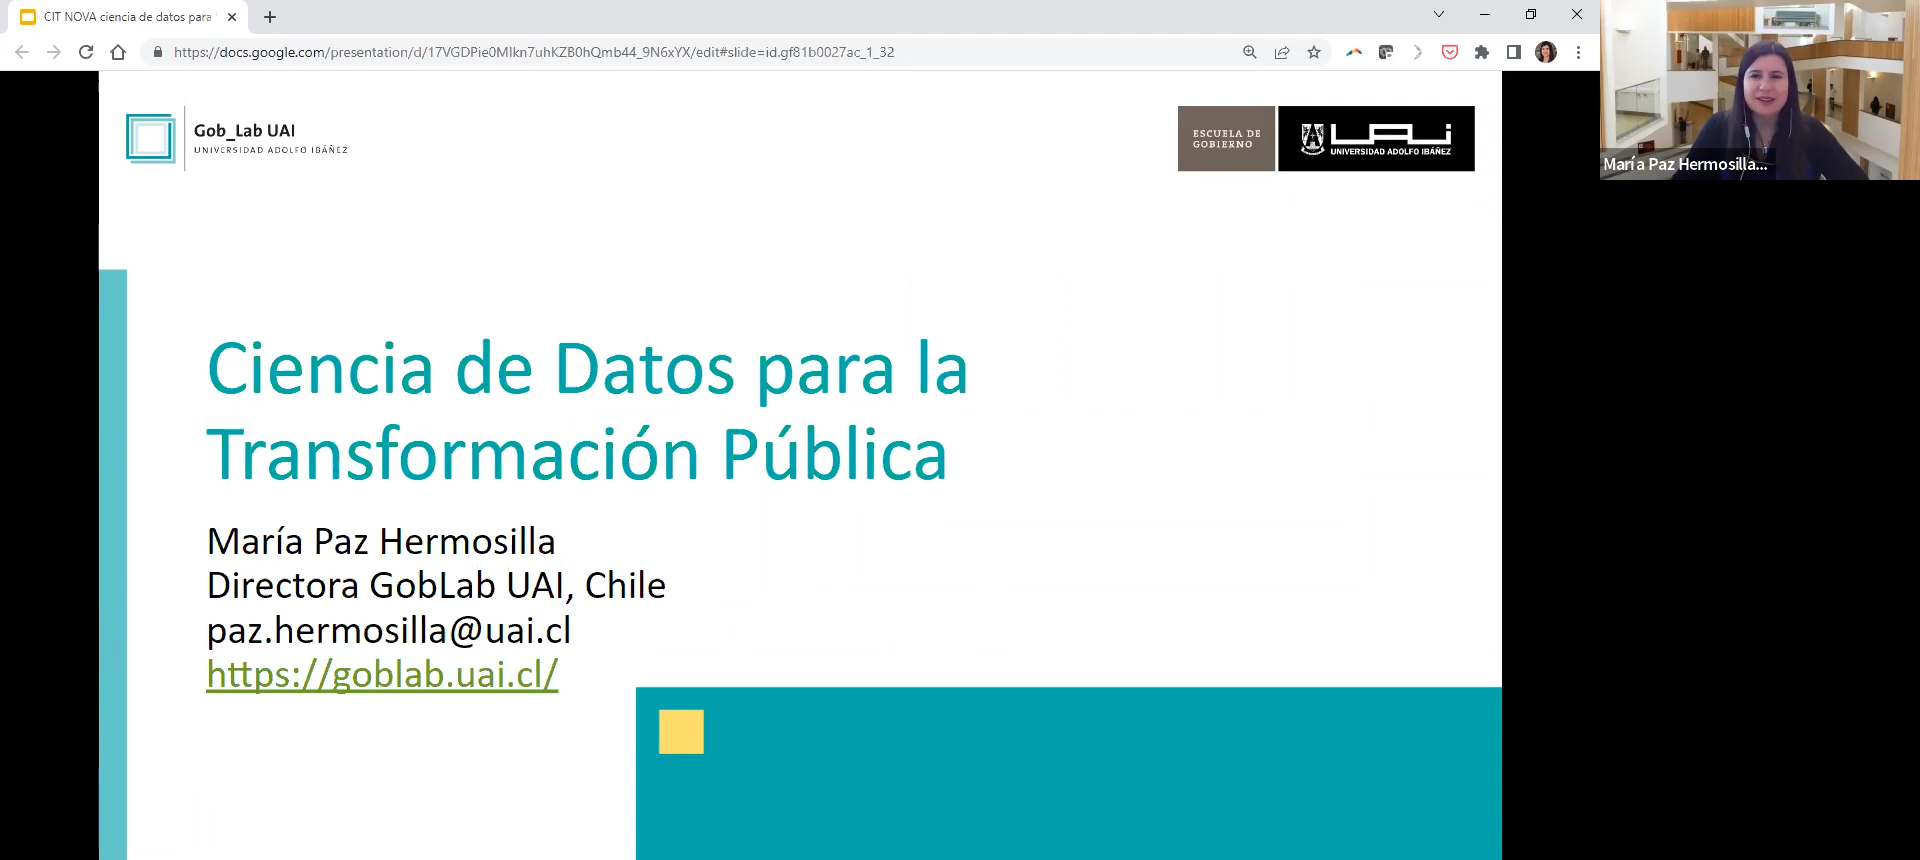 CIT NOVA ciencia de datos para
https://docs.google.com/presentation/d/17VGDPie0MIkn7uhKZB0hQmb44_9N6xYX/edit#slide=id.gf81b0027ac_1_32
Gob_Lab UAI
UNIVERSIDAD ADOLFO IBÁÑEZ
ESCUELA DE
GOBIERNO
UAI
UNIVERSIDAD ADOLFO IBÁÑEZ
María Paz Hermosilla...
Ciencia de Datos para la
Transformación Pública
María Paz Hermosilla
Directora GobLab UAI, Chile
paz.hermosilla@uai.cl
https://goblab.uai.cl/